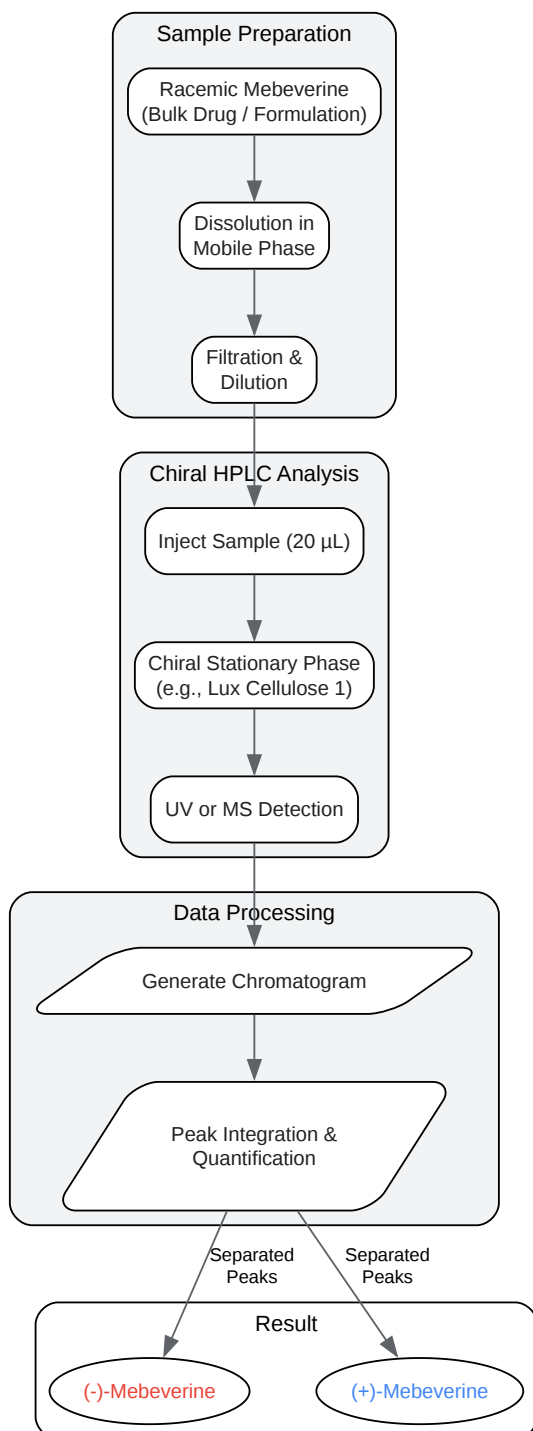 Sample Preparation
Racemic Mebeverine
(Bulk Drug / Formulation)
Dissolution in
Mobile Phase
Filtration &
Dilution
Chiral HPLC Analysis
Inject Sample (20 µL)
Chiral Stationary Phase
(e.g., Lux Cellulose 1)
UV or MS Detection
Data Processing
Generate Chromatogram
Peak Integration &
Quantification
Separated
Peaks
Separated
Peaks
Result
(-)-Mebeverine
(+)-Mebeverine